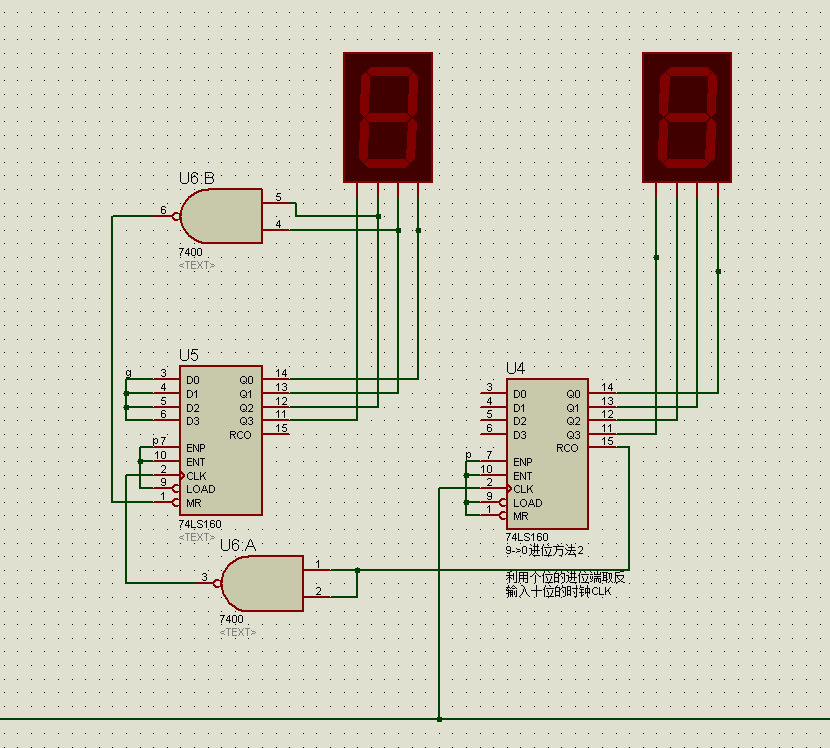 U6:B
5
6
4
7400
<TEXT>
U5
g
3 D0 Q0 14
4 D1 Q1 13
5 D2 Q2 12
6 D3 Q3 11
RCO 15
p 7 ENP
10 ENT
2 CLK
9 LOAD
1 MR
74LS160
<TEXT>
U4
3 D0 Q0 14
4 D1 Q1 13
5 D2 Q2 12
6 D3 Q3 11
RCO 15
p 7 ENP
10 ENT
2 CLK
9 LOAD
1 MR
74LS160
9->0进位方法2
利用个位的进位端取反
输入十位的时钟CLK
U6:A
1
3
2
7400
<TEXT>